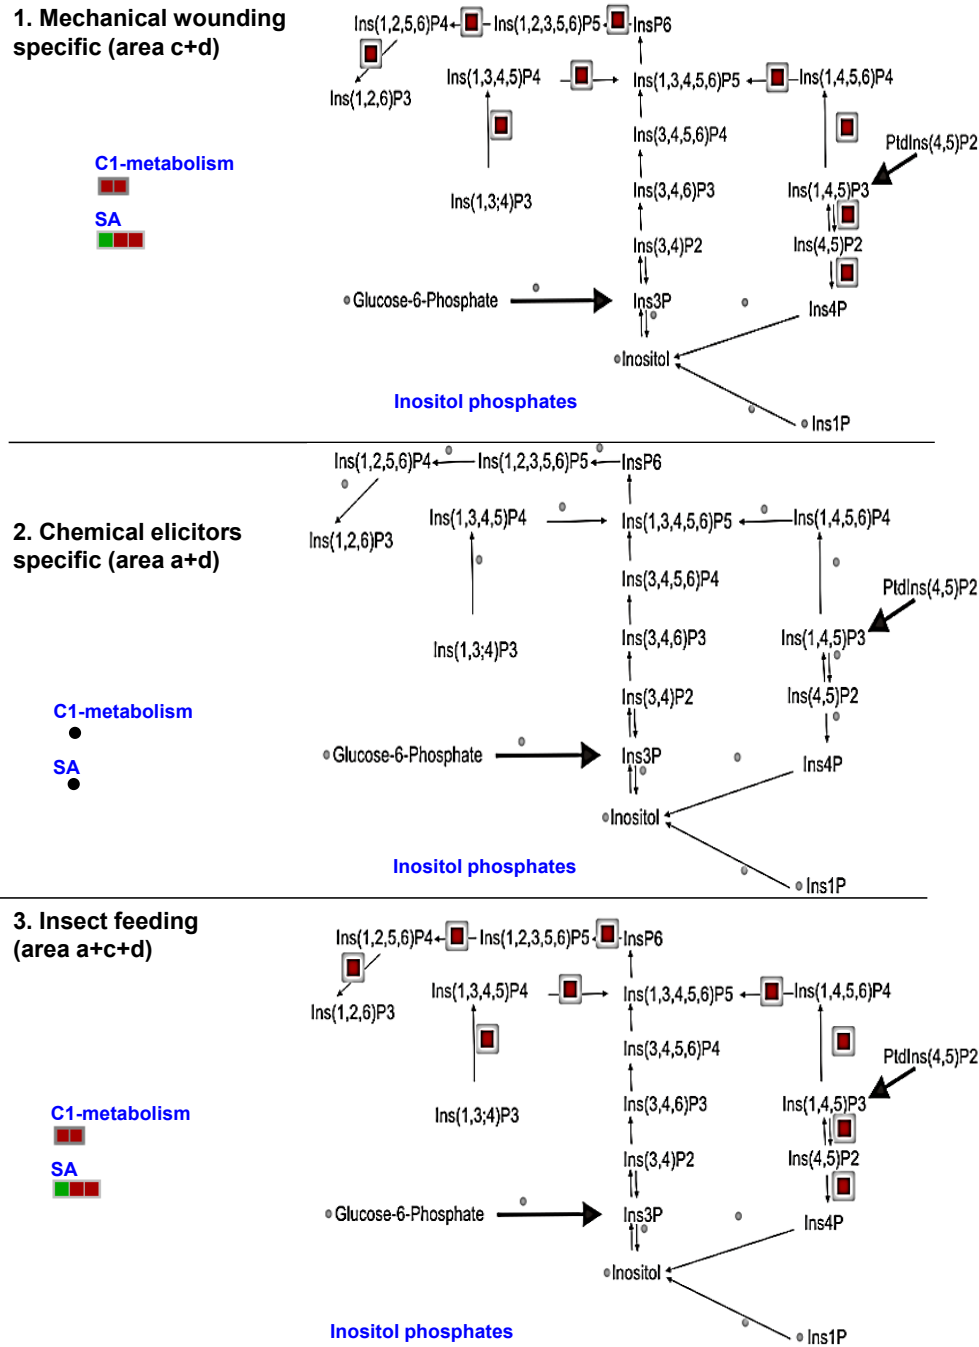 1. Mechanical wounding
specific (area c+d)
Ins(1,2,5,6)P4
Ins(1,2,3,5,6)P5
InsP6
Ins(1,2,6)P3
Ins(1,3,4,5)P4
Ins(1,3,4,5,6)P5
Ins(1,4,5,6)P4
Ins(3,4,5,6)P4
PtdIns(4,5)P2
C1-metabolism
Ins(1,3;4)P3
Ins(3,4,6)P3
Ins(1,4,5)P3
SA
Ins(3,4)P2
Ins(4,5)P2
Glucose-6-Phosphate
Ins3P
Ins4P
Inositol
Inositol phosphates
Ins1P
2. Chemical elicitors
specific (area a+d)
Ins(1,2,5,6)P4
Ins(1,2,3,5,6)P5
InsP6
Ins(1,2,6)P3
Ins(1,3,4,5)P4
Ins(1,3,4,5,6)P5
Ins(1,4,5,6)P4
Ins(3,4,5,6)P4
PtdIns(4,5)P2
Ins(1,3;4)P3
Ins(3,4,6)P3
Ins(1,4,5)P3
C1-metabolism
Ins(3,4)P2
Ins(4,5)P2
SA
Glucose-6-Phosphate
Ins3P
Ins4P
Inositol
Inositol phosphates
Ins1P
3. Insect feeding
(area a+c+d)
Ins(1,2,5,6)P4
Ins(1,2,3,5,6)P5
InsP6
Ins(1,2,6)P3
Ins(1,3,4,5)P4
Ins(1,3,4,5,6)P5
Ins(1,4,5,6)P4
Ins(3,4,5,6)P4
PtdIns(4,5)P2
C1-metabolism
Ins(1,3;4)P3
Ins(3,4,6)P3
Ins(1,4,5)P3
SA
Ins(3,4)P2
Ins(4,5)P2
Glucose-6-Phosphate
Ins3P
Ins4P
Inositol
Inositol phosphates
Ins1P